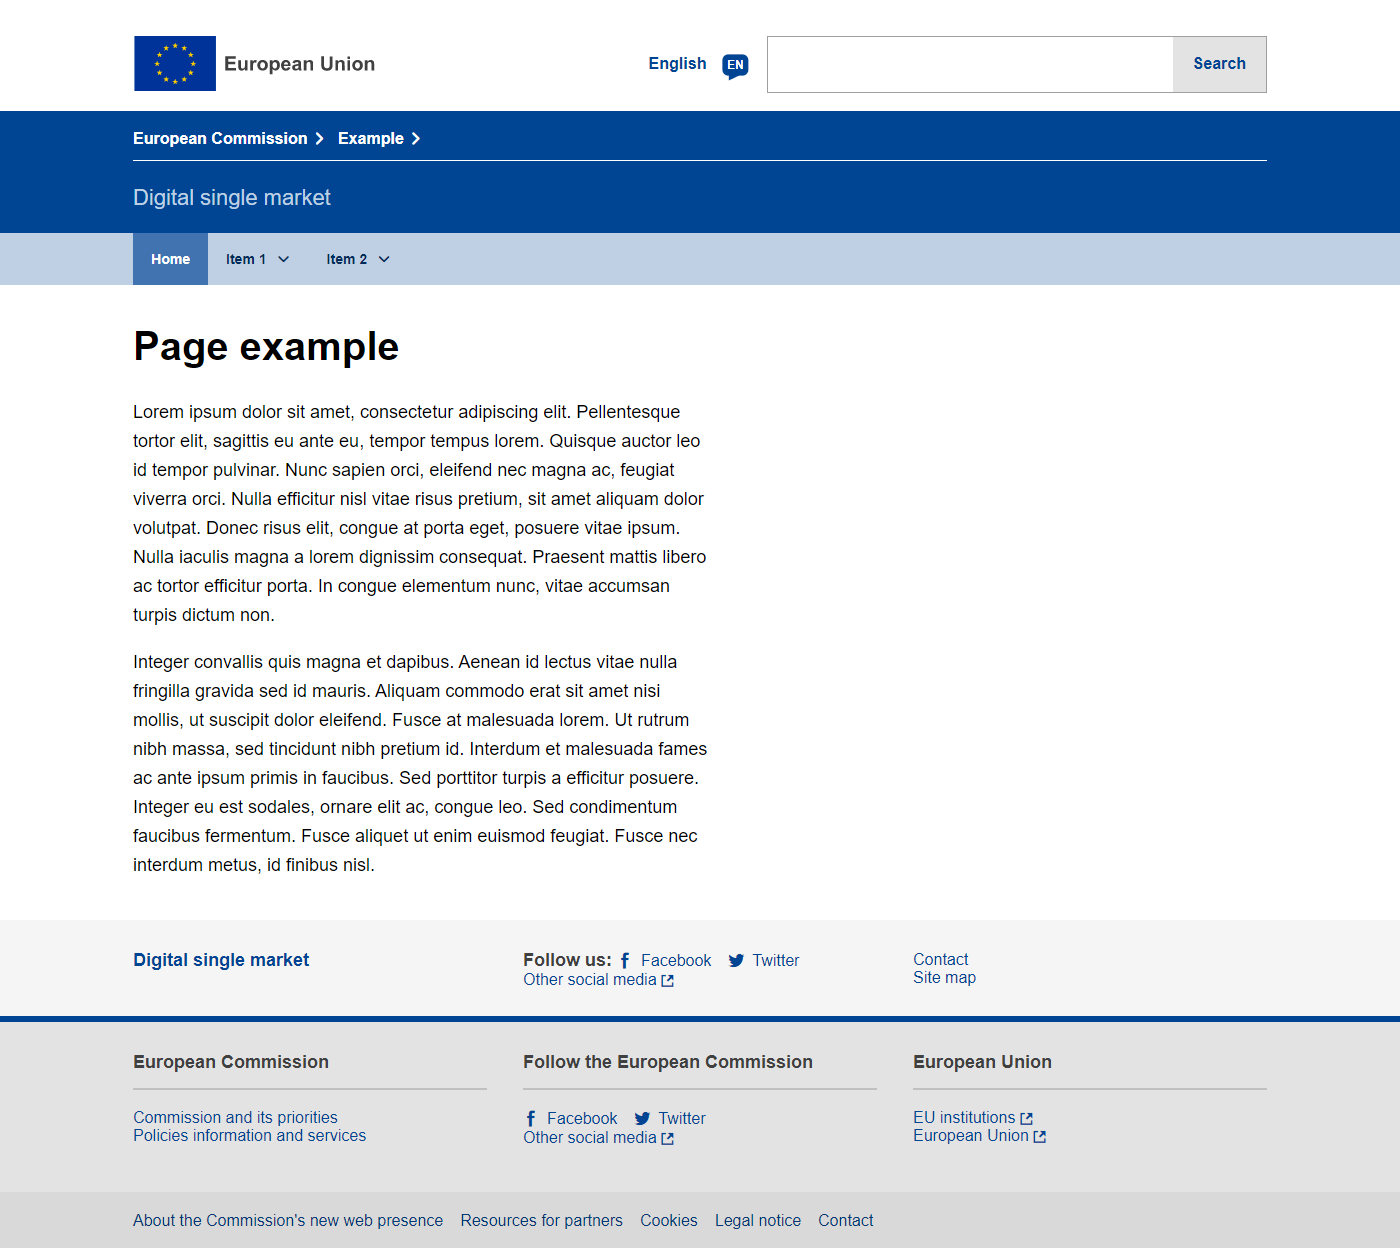 European Union
English EN Search
European Commission Example
Digital single market
Home Item 1 Item 2
Page example
Lorem ipsum dolor sit amet, consectetur adipiscing elit. Pellentesque
tortor elit, sagittis eu ante eu, tempor tempus lorem. Quisque auctor leo
id tempor pulvinar. Nunc sapien orci, eleifend nec magna ac, feugiat
viverra orci. Nulla efficitur nisl vitae risus pretium, sit amet aliquam dolor
volutpat. Donec risus elit, congue at porta eget, posuere vitae ipsum.
Nulla iaculis magna a lorem dignissim consequat. Praesent mattis libero
ac tortor efficitur porta. In congue elementum nunc, vitae accumsan
turpis dictum non.
Integer convallis quis magna et dapibus. Aenean id lectus vitae nulla
fringilla gravida sed id mauris. Aliquam commodo erat sit amet nisi
mollis, ut suscipit dolor eleifend. Fusce at malesuada lorem. Ut rutrum
nibh massa, sed tincidunt nibh pretium id. Interdum et malesuada fames
ac ante ipsum primis in faucibus. Sed porttitor turpis a efficitur posuere.
Integer eu est sodales, ornare elit ac, congue leo. Sed condimentum
faucibus fermentum. Fusce aliquet ut enim euismod feugiat. Fusce nec
interdum metus, id finibus nisl.
Digital single market
Follow us: Facebook Twitter
Other social media
Contact
Site map
European Commission
Commission and its priorities
Policies information and services
Follow the European Commission
Facebook Twitter
Other social media
European Union
EU institutions
European Union
About the Commission's new web presence Resources for partners Cookies Legal notice Contact